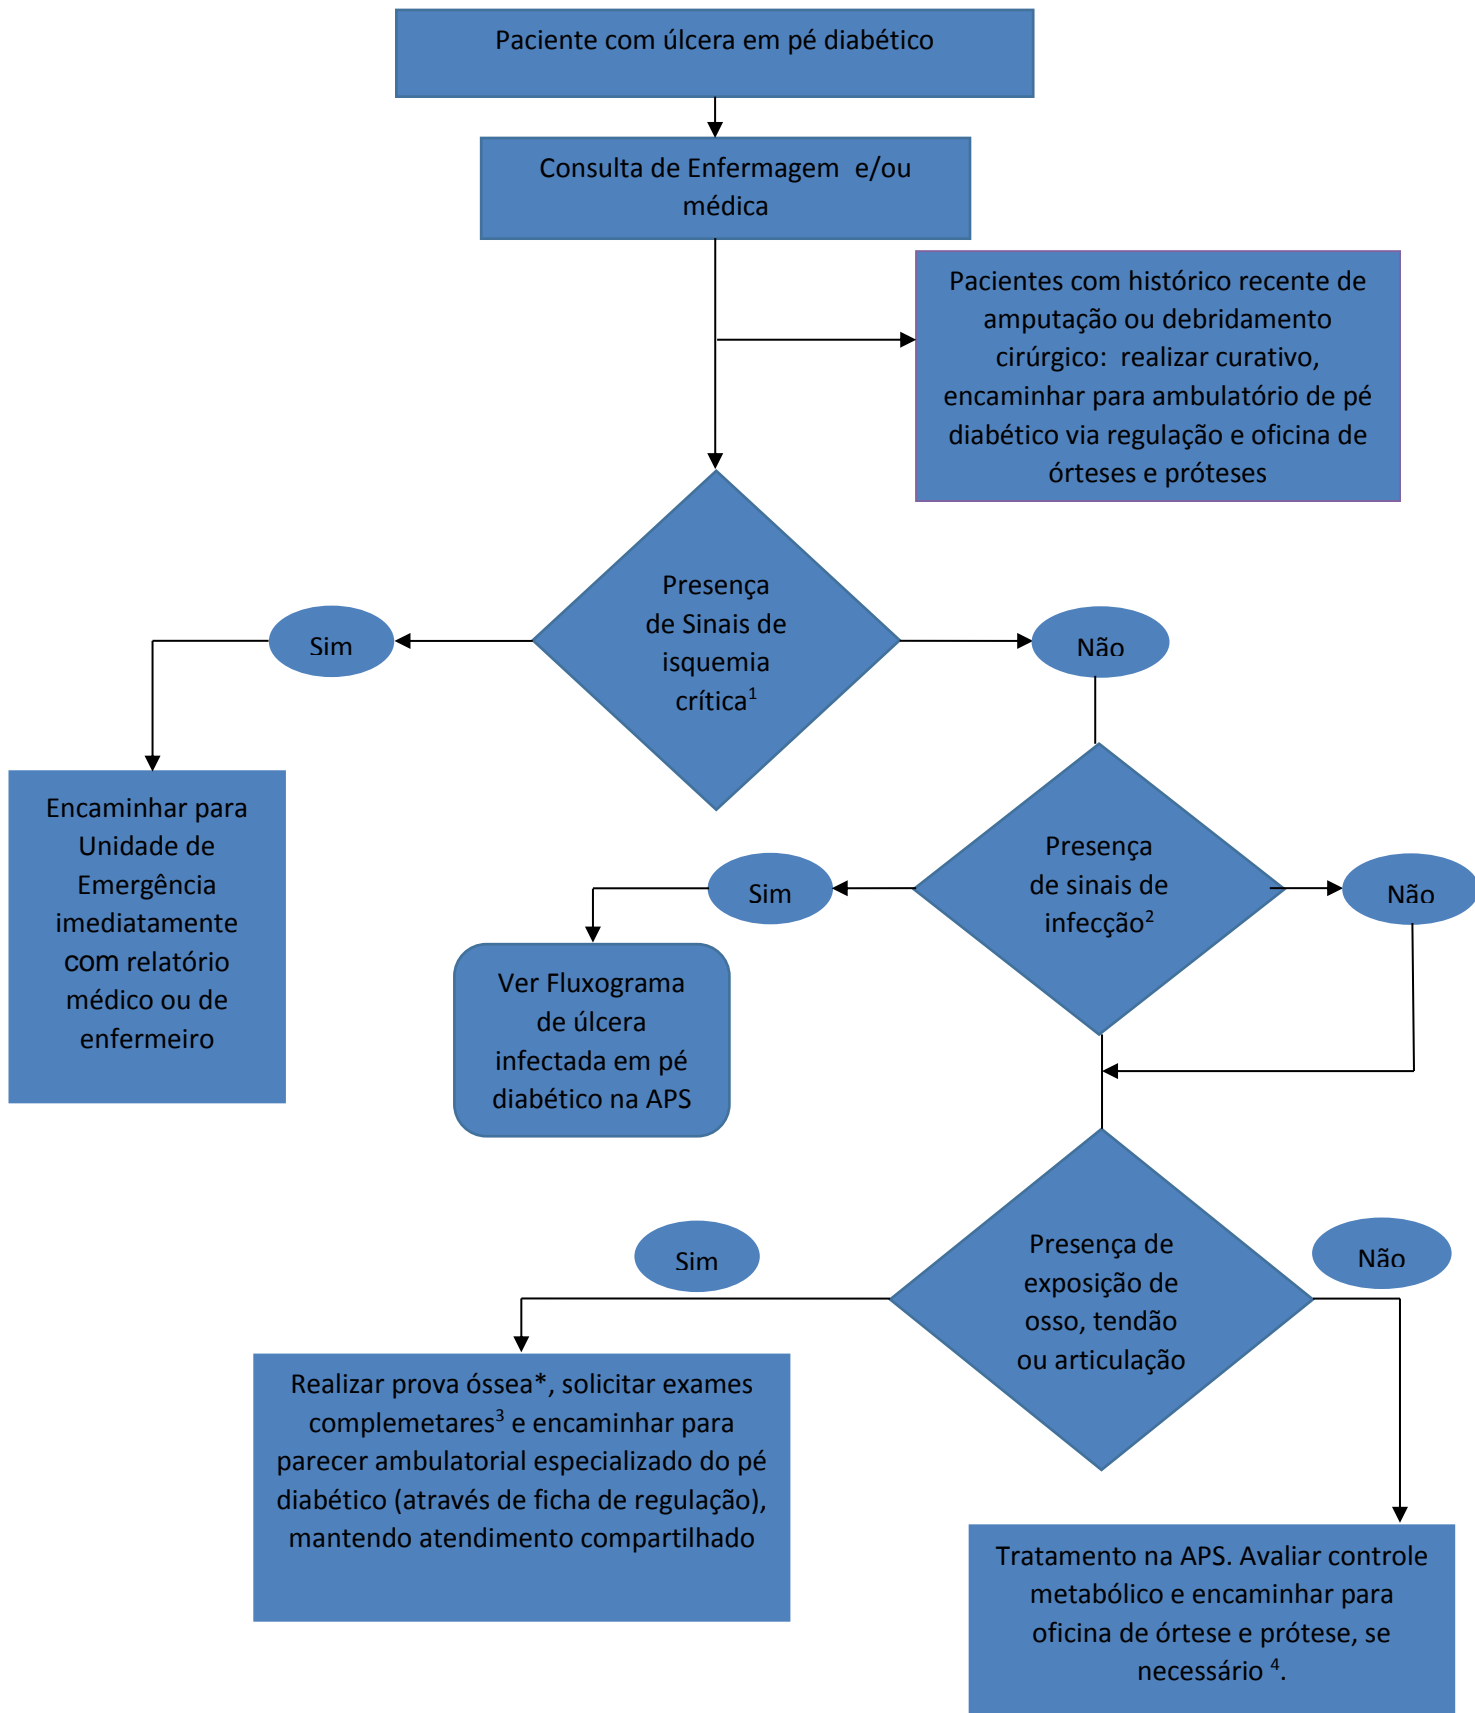 Paciente com úlcera em pé diabético
Consulta de Enfermagem e/ou
médica
Pacientes com histórico recente de
amputação ou debridamento
cirúrgico: realizar curativo,
encaminhar para ambulatório de pé
diabético via regulação e oficina de
órteses e próteses
Presença
de Sinais de
isquemia
crítica¹
Sim
Não
Encaminhar para
Unidade de
Emergência
imediatamente
com relatório
médico ou de
enfermeiro
Presença
de sinais de
infecção²
Sim
Não
Ver Fluxograma
de úlcera
infectada em pé
diabético na APS
Presença de
exposição de
osso, tendão
ou articulação
Sim
Não
Realizar prova óssea*, solicitar exames
complemetares³ e encaminhar para
parecer ambulatorial especializado do pé
diabético (através de ficha de regulação),
mantendo atendimento compartilhado
Tratamento na APS. Avaliar controle
metabólico e encaminhar para
oficina de órtese e prótese, se
necessário ⁴.